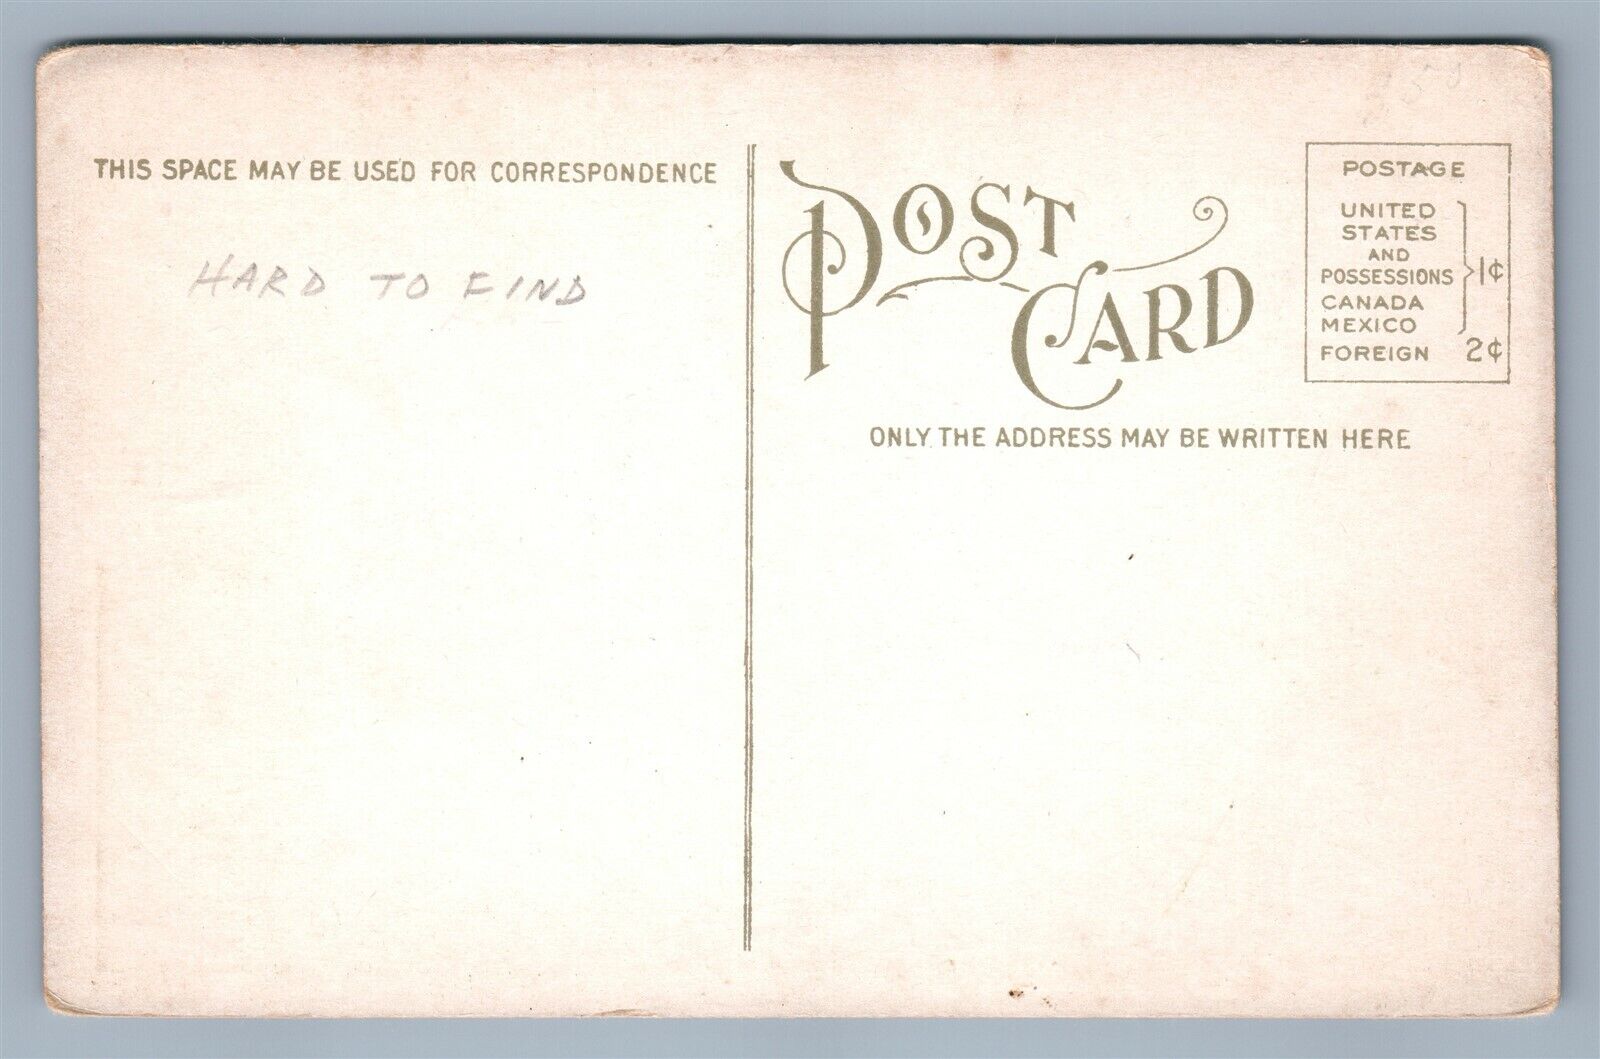 THIS SPACE MAY BE USED FOR CORRESPONDENCE
HARD TO FIND
POST
CARD
POSTAGE
UNITED
STATES
AND
POSSESSIONS
CANADA
MEXICO
1¢
FOREIGN 2¢
ONLY THE ADDRESS MAY BE WRITTEN HERE